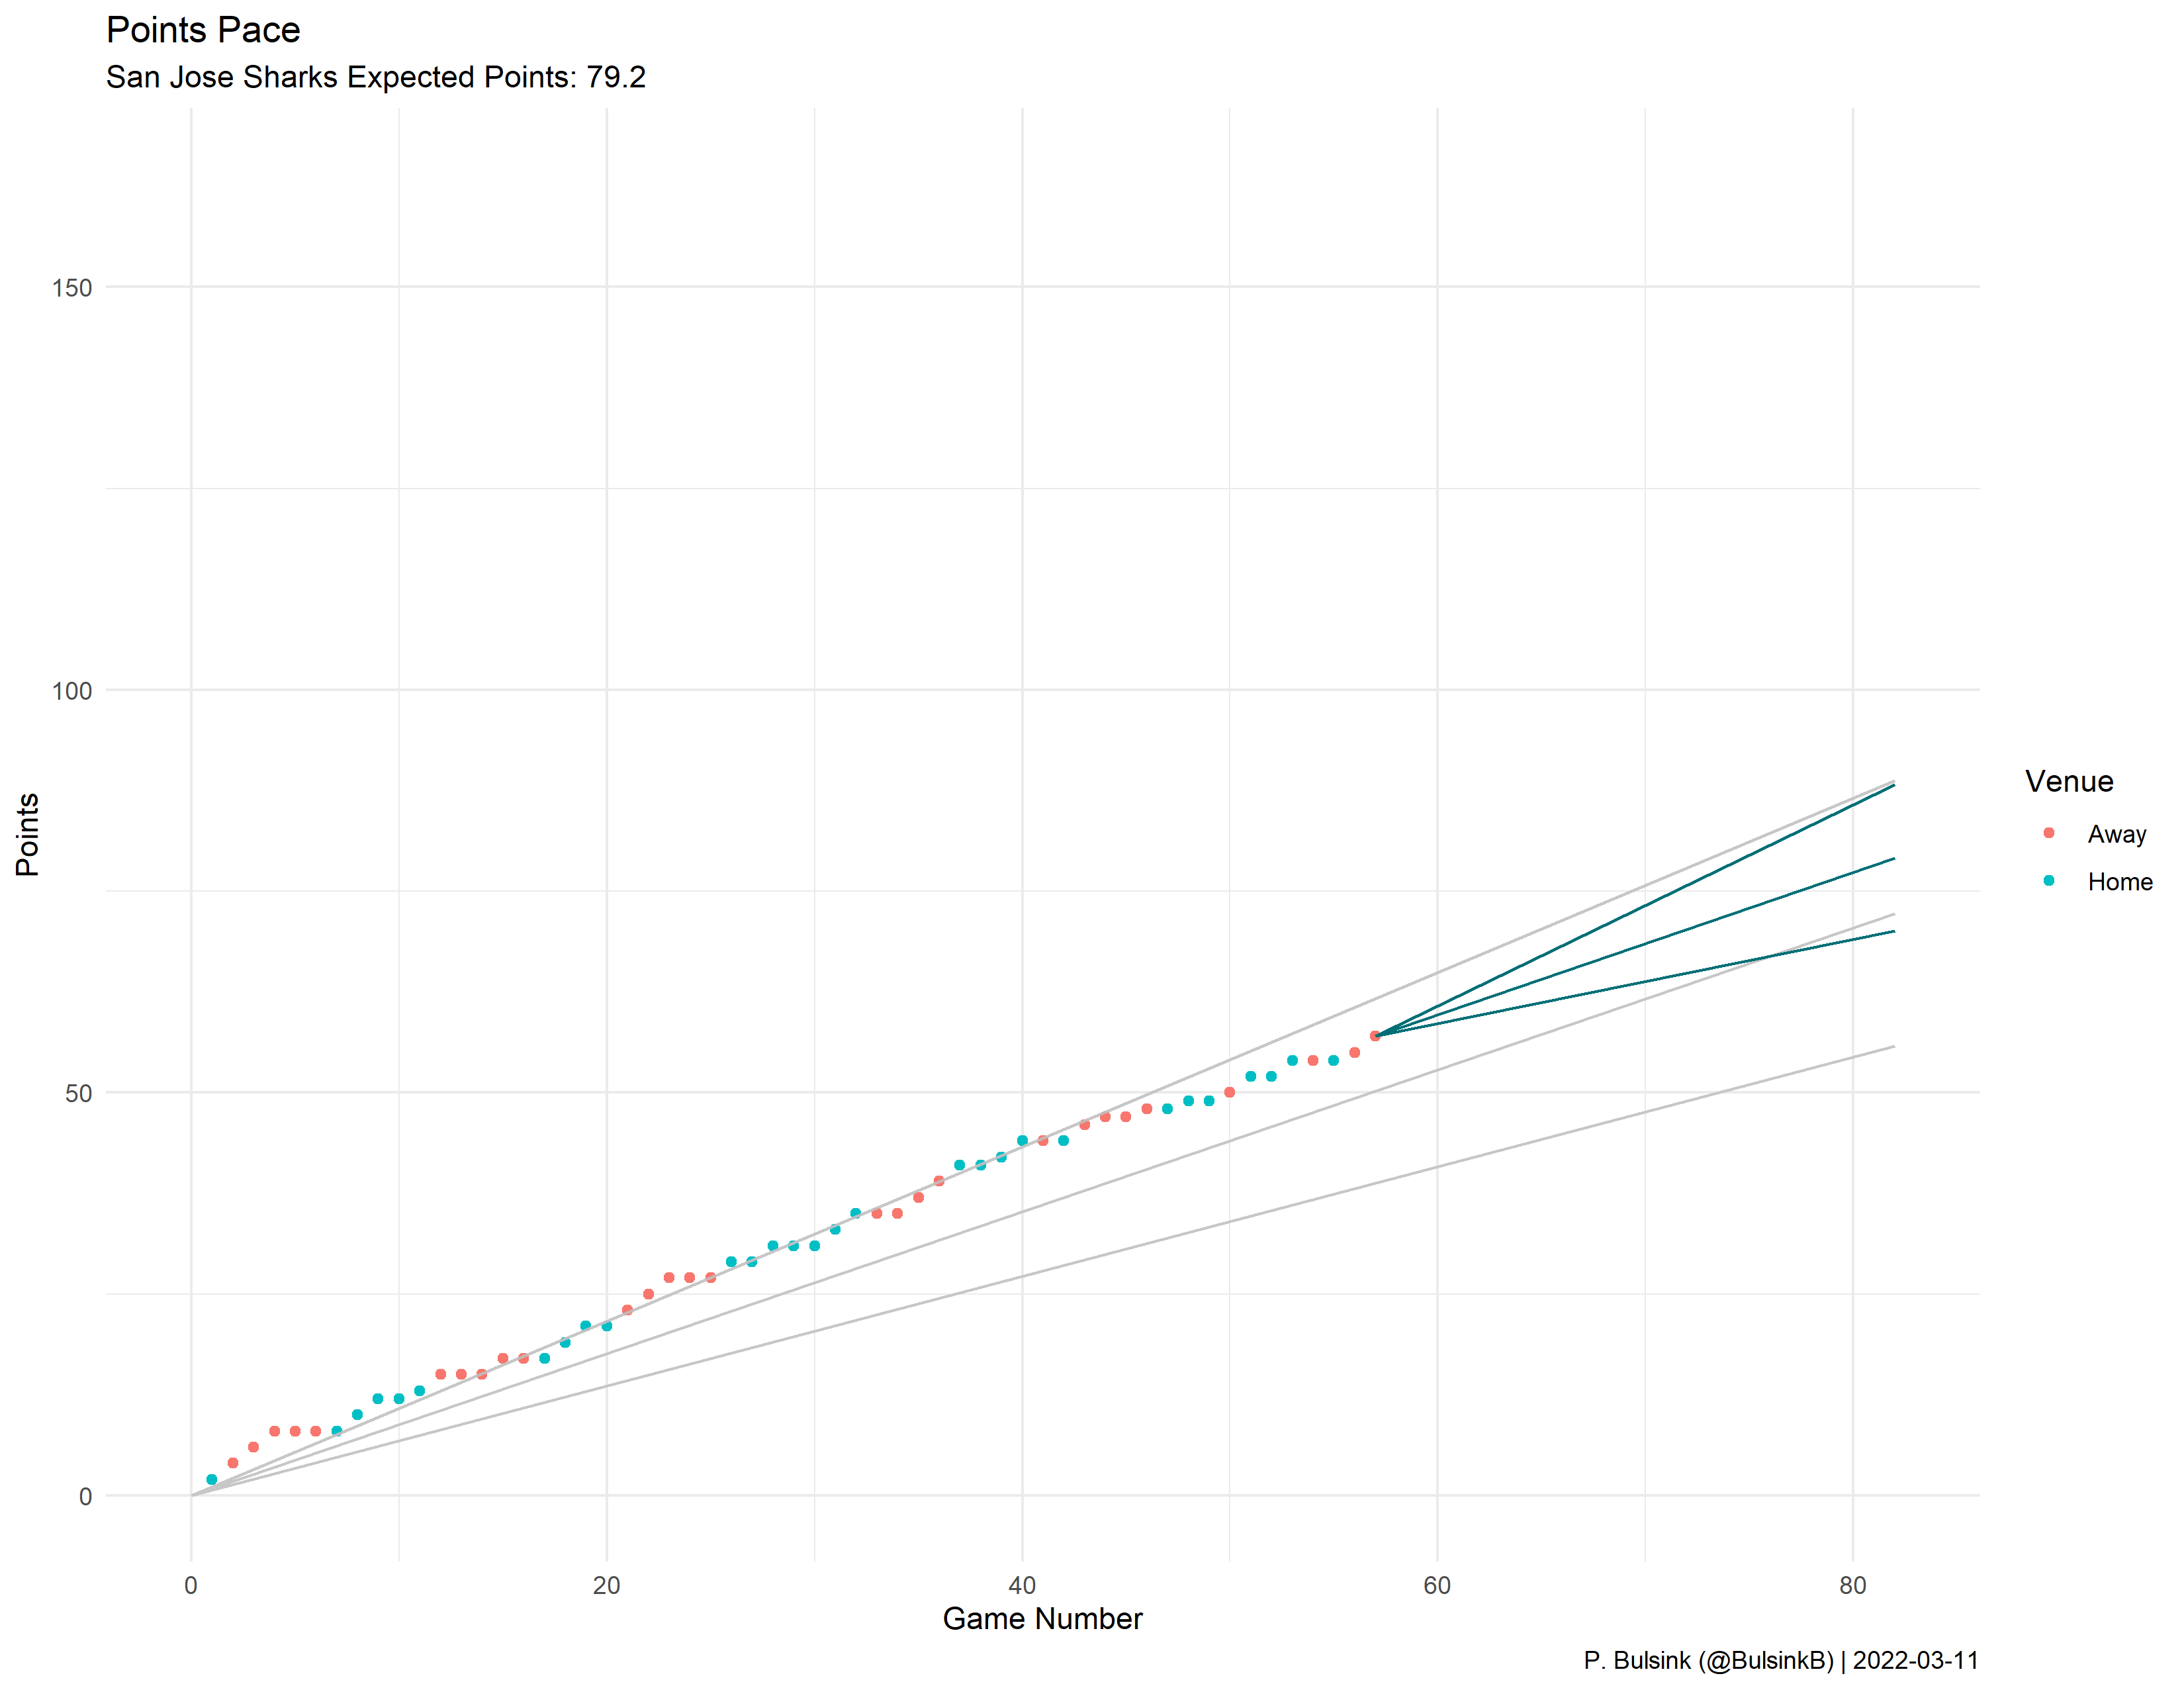 Points Pace
San Jose Sharks Expected Points: 79.2
150
100
50
0
Points
0 20 40 60 80
Game Number
Venue
Away
Home
P. Bulsink (@BulsinkB) | 2022-03-11